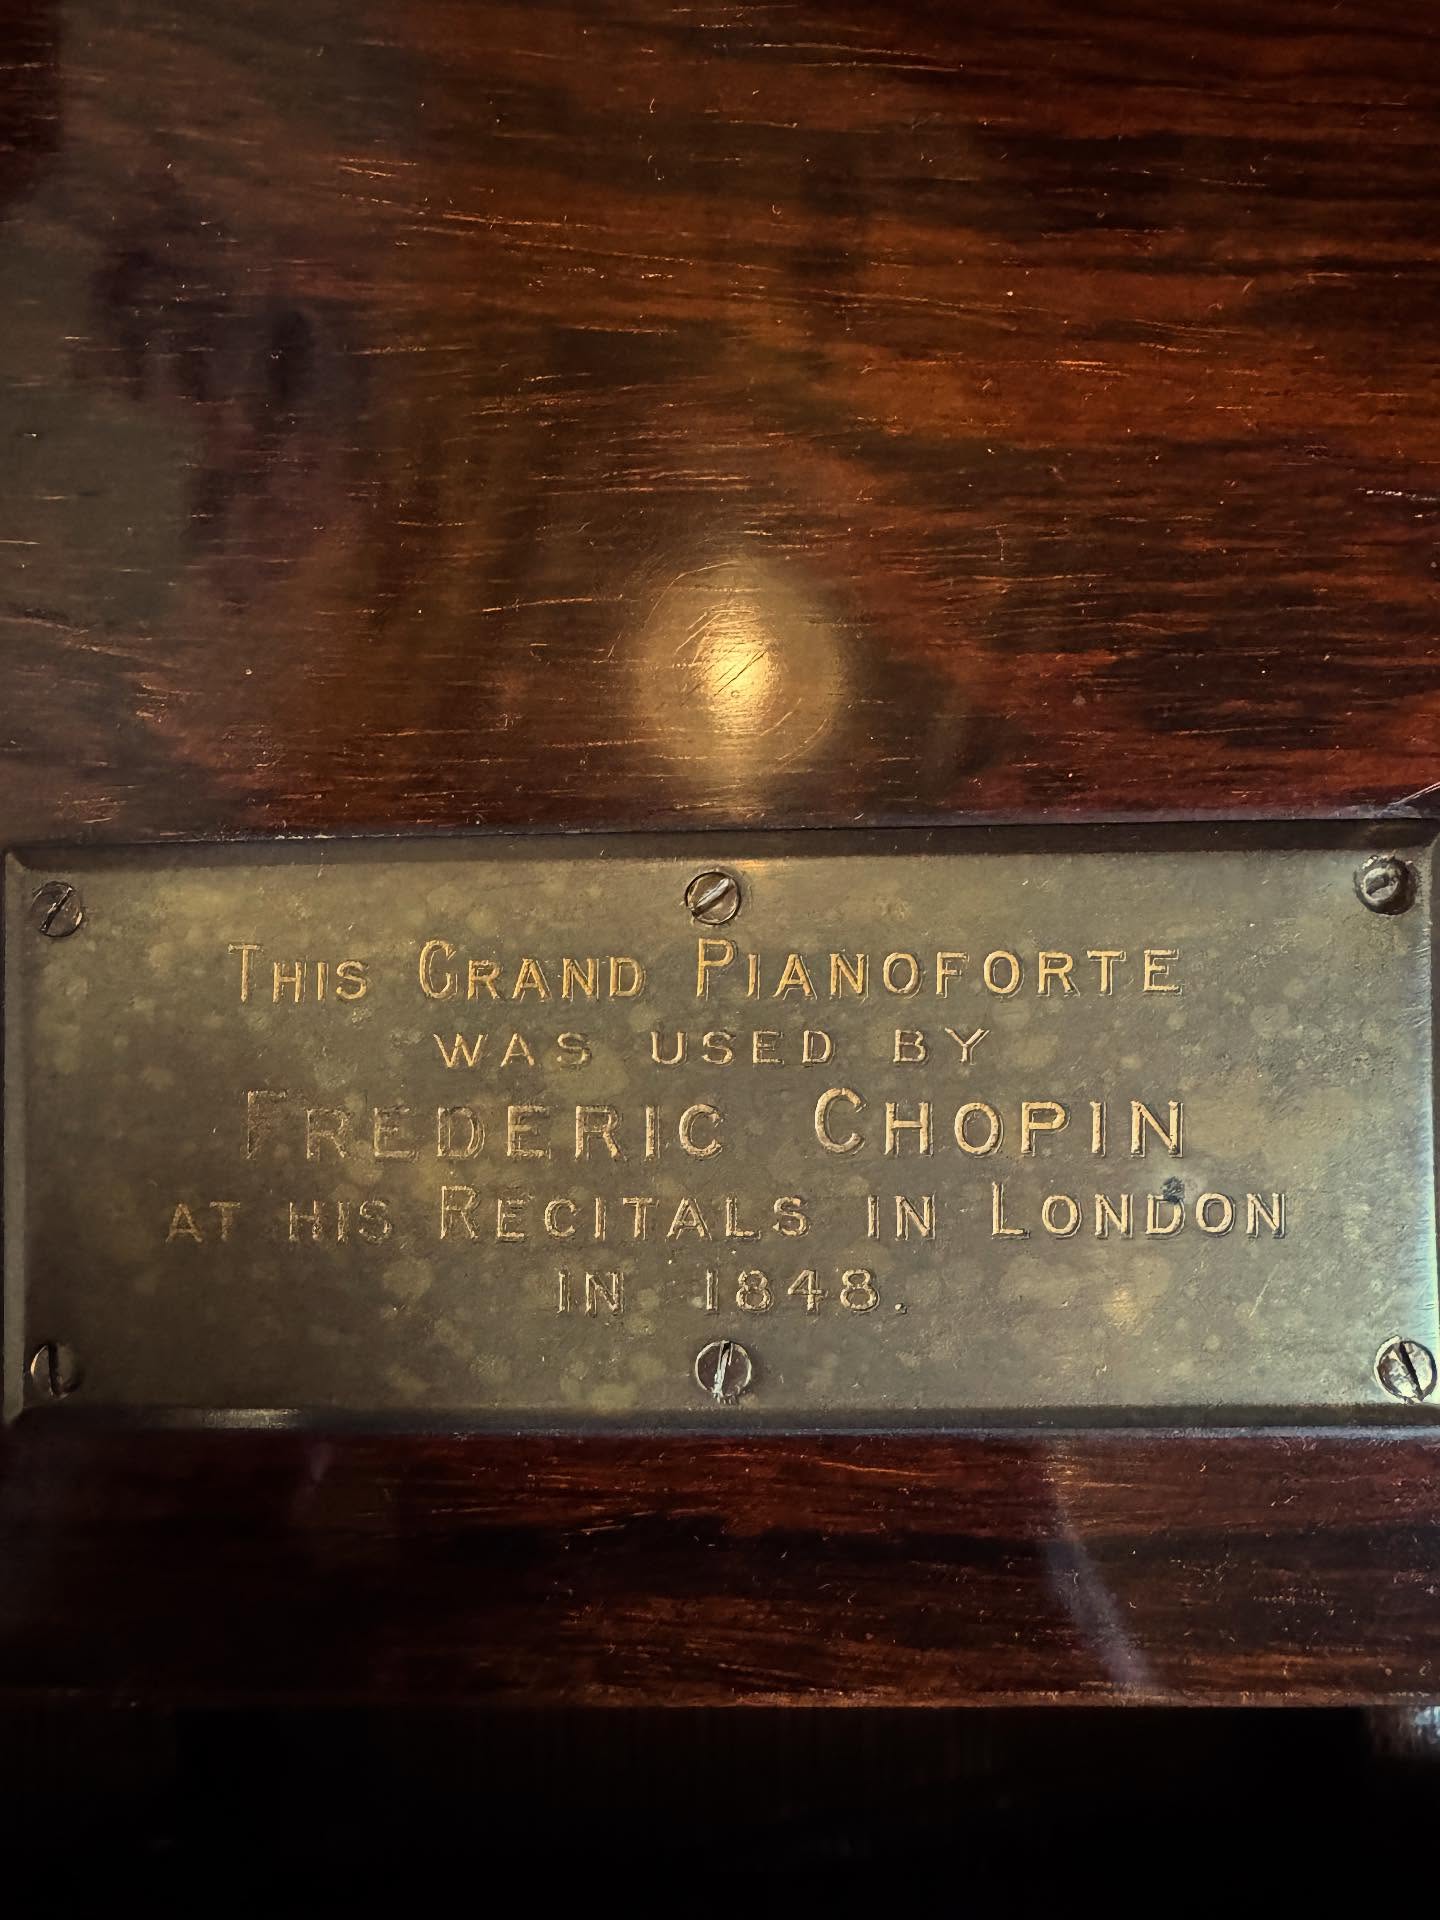 This Grand Pianoforte
was used by
Frederic Chopin
at his Recitals in London
in 1848.